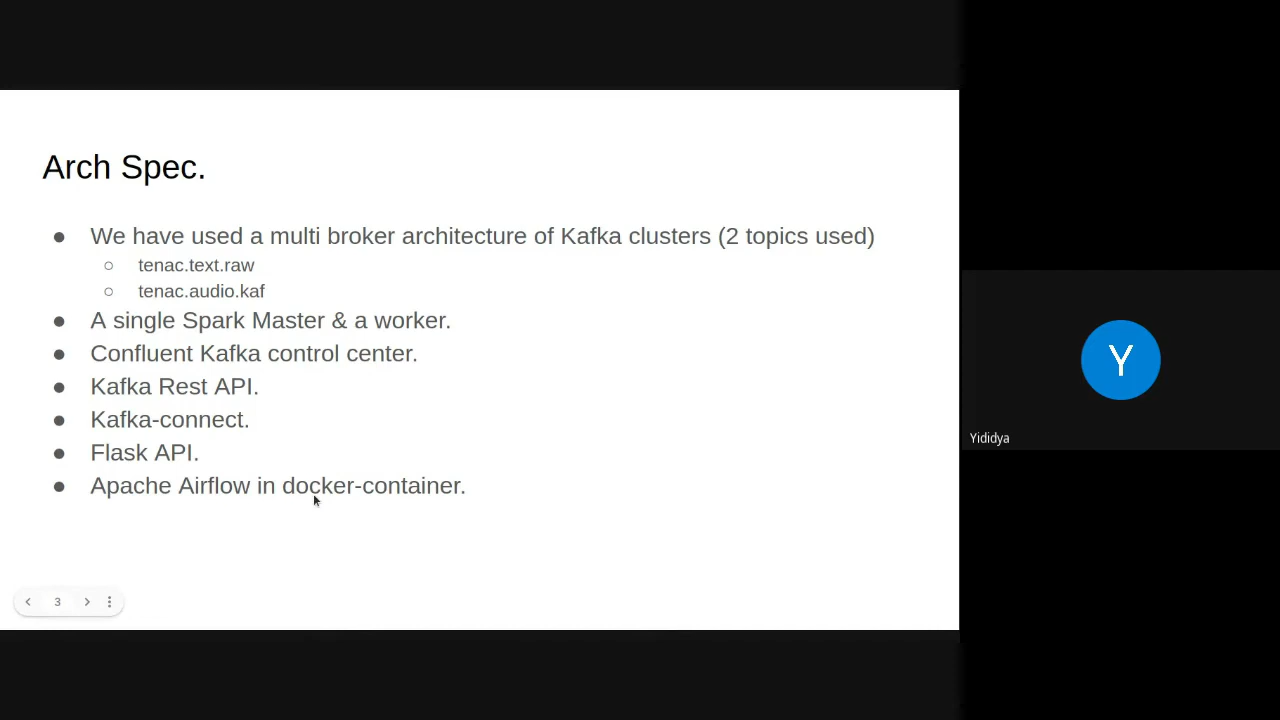 Arch Spec.
● We have used a multi broker architecture of Kafka clusters (2 topics used)
○ tenac.text.raw
○ tenac.audio.kaf
● A single Spark Master & a worker.
● Confluent Kafka control center.
● Kafka Rest API.
● Kafka-connect.
● Flask API.
● Apache Airflow in docker-container.
3
Y
Yididya